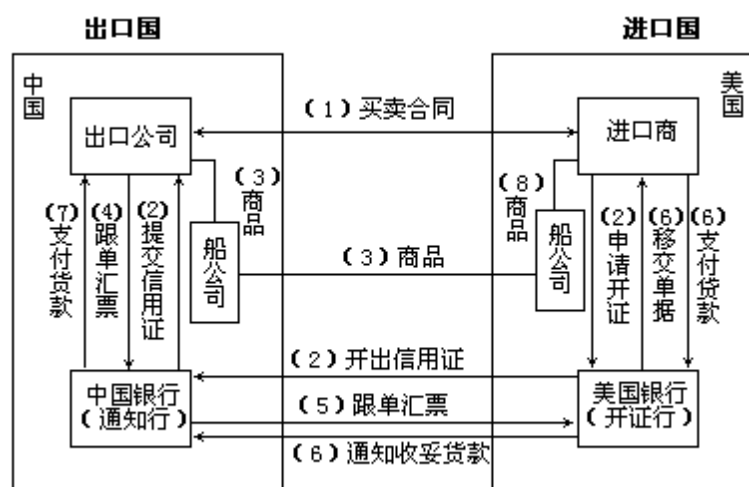 出口国
进口国
中国
美国
出口公司
(1)买卖合同
进口商
(3)商品
(8)商品
(7)支付货款
(4)跟单汇票
(2)提交信用证
船公司
(3)商品
船公司
(2)申请开证
(6)移交单据
(6)支付贷款
(2)开出信用证
中国银行
(通知行)
(5)跟单汇票
美国银行
(开证行)
(6)通知收妥货款